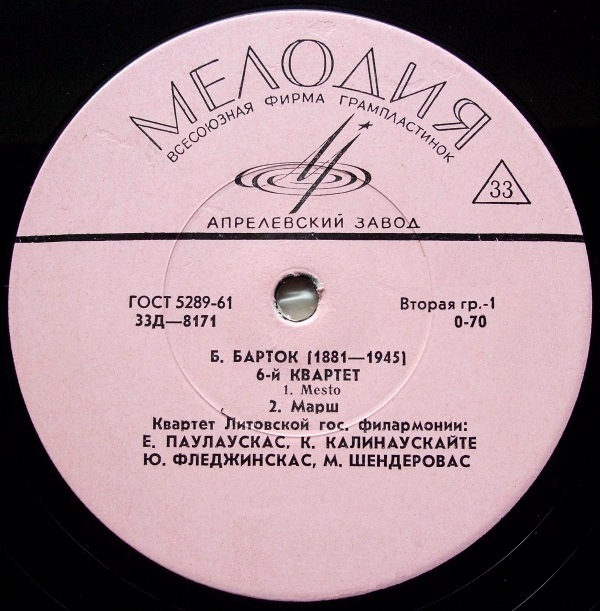 МЕЛОДИЯ
ВСЕСОЮЗНАЯ ФИРМА ГРАМПЛАСТИНОК
33
АПРЕЛЕВСКИЙ ЗАВОД
ГОСТ 5289-61 Вторая гр.-1
33Д—8171 0-70
Б. БАРТОК (1881—1945)
6-й КВАРТЕТ
1. Mesto
2. Марш
Квартет Литовской гос. филармонии:
Е. ПАУЛАУСКАС, К. КАЛИНАУСКАЙТЕ
Ю. ФЛЕДЖИНСКАС, М. ШЕНДЕРОВАС